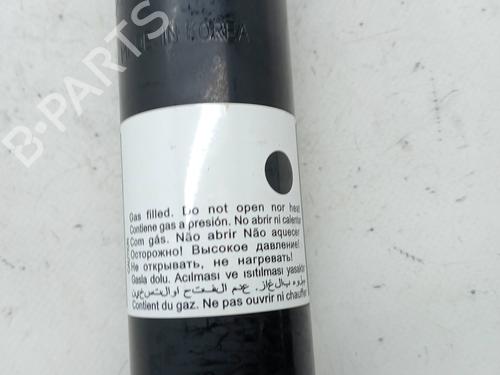 MADE IN KOREA
B-PARTS
Gas filled. Do not open nor heat
Contiene gas a presión. No abrir ni calentar
Com gás. Não abrir Não aquecer
Осторожно! Высокое давление!
Не открывать, не нагревать!
Gasla dolu. Acılması ve ısıtılması yasaktır
Contient du gaz. Ne pas ouvrir ni chauffer